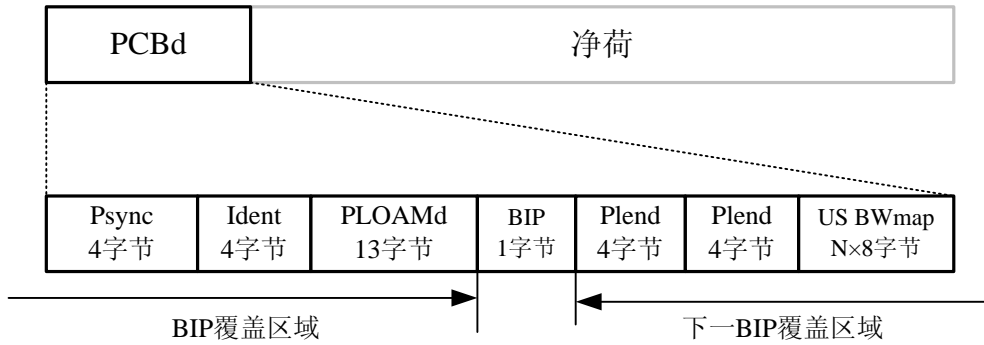 PCBd
净荷
Psync
4字节
Ident
4字节
PLOAMd
13字节
BIP
1字节
Plend
4字节
Plend
4字节
US BWmap
N×8字节
BIP覆盖区域
下一BIP覆盖区域